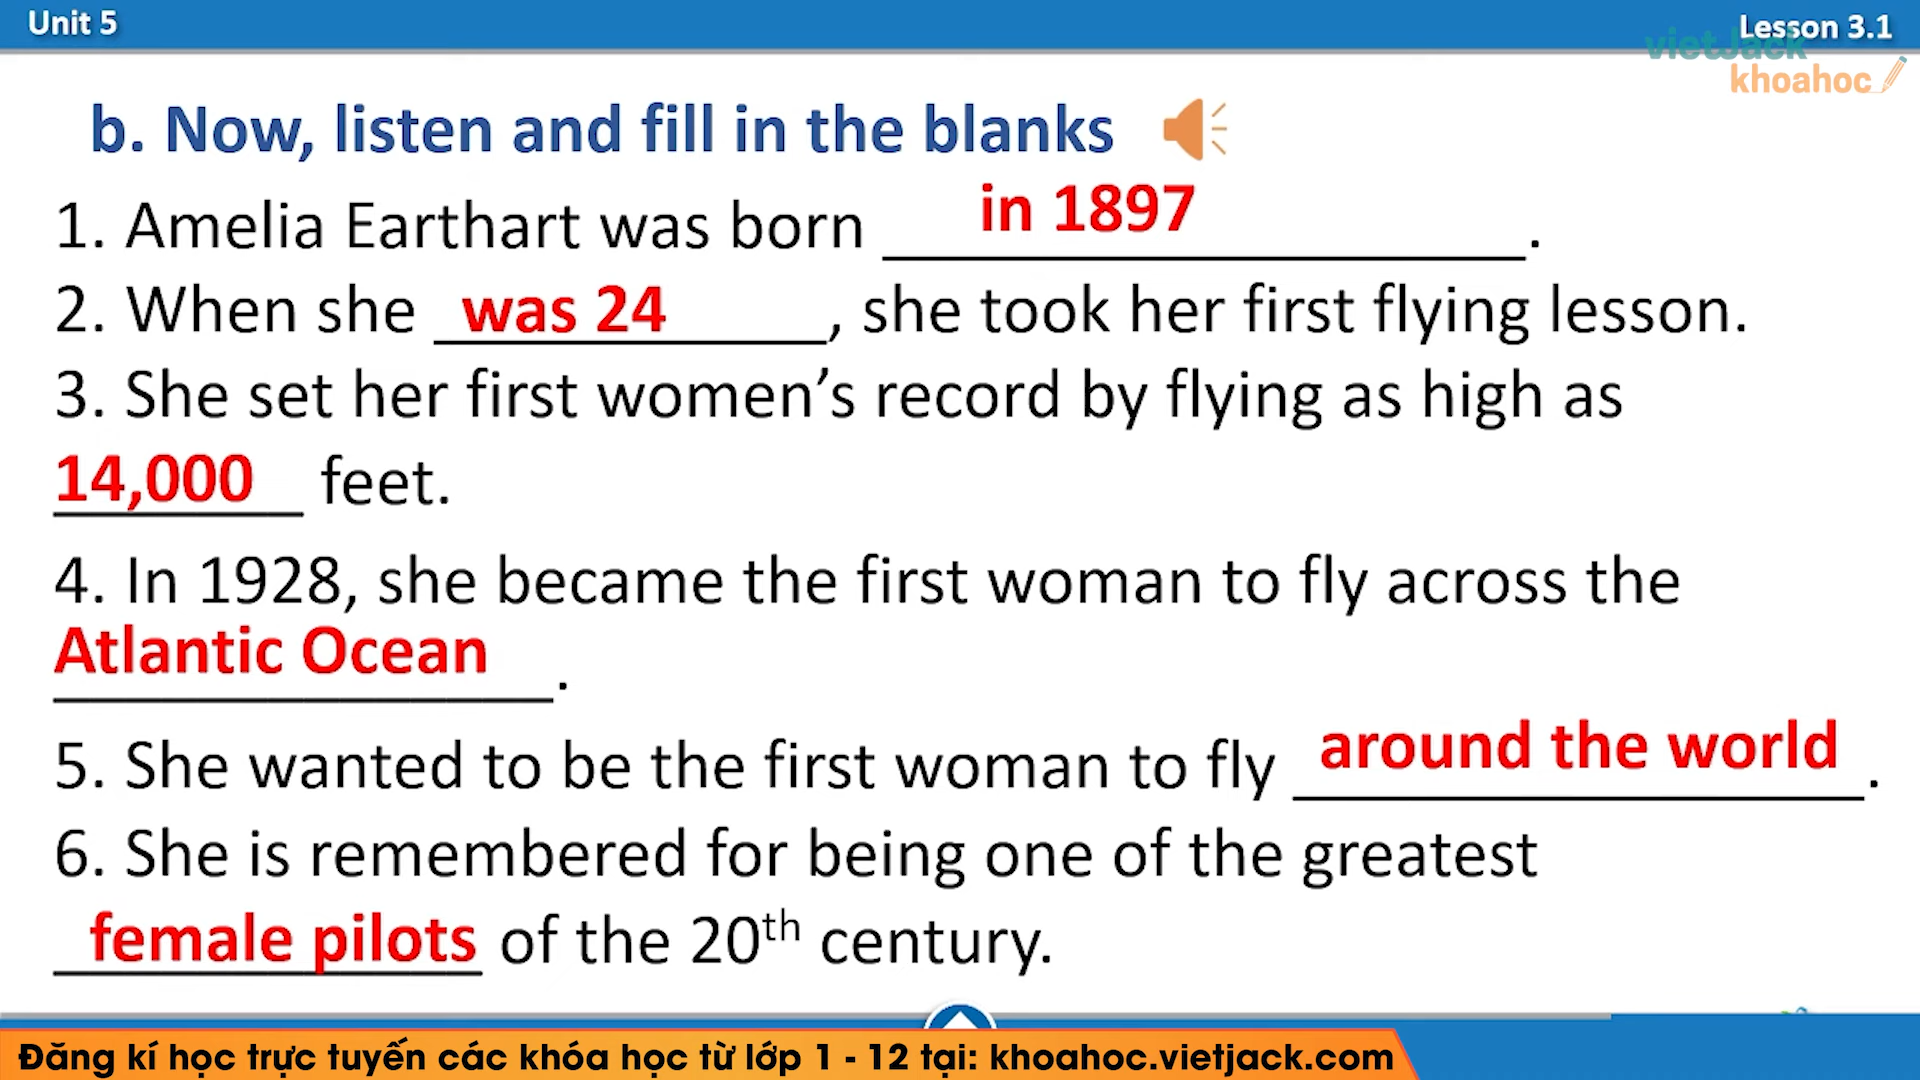 Unit 5
Lesson 3.1
vietJack
khoahoc
b. Now, listen and fill in the blanks
1. Amelia Earthart was born in 1897.
2. When she was 24, she took her first flying lesson.
3. She set her first women’s record by flying as high as
14,000 feet.
4. In 1928, she became the first woman to fly across the
Atlantic Ocean.
5. She wanted to be the first woman to fly around the world.
6. She is remembered for being one of the greatest
female pilots of the 20th century.
Đăng kí học trực tuyến các khóa học từ lớp 1 - 12 tại: khoahoc.vietjack.com